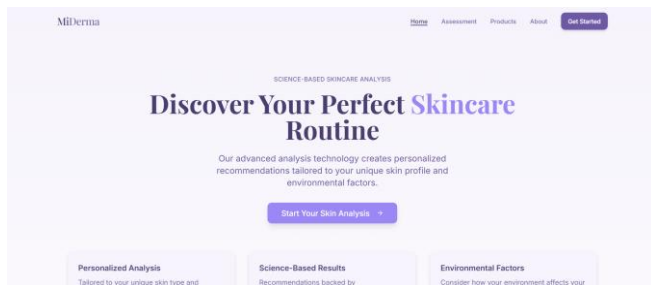 MiDerma
Home Assessment Products About Get Started
SCIENCE-BASED SKINCARE ANALYSIS
Discover Your Perfect Skincare
Routine
Our advanced analysis technology creates personalized
recommendations tailored to your unique skin profile and
environmental factors.
Start Your Skin Analysis →
Personalized Analysis
Tailored to your unique skin type and
Science-Based Results
Recommendations backed by
Environmental Factors
Consider how your environment affects your